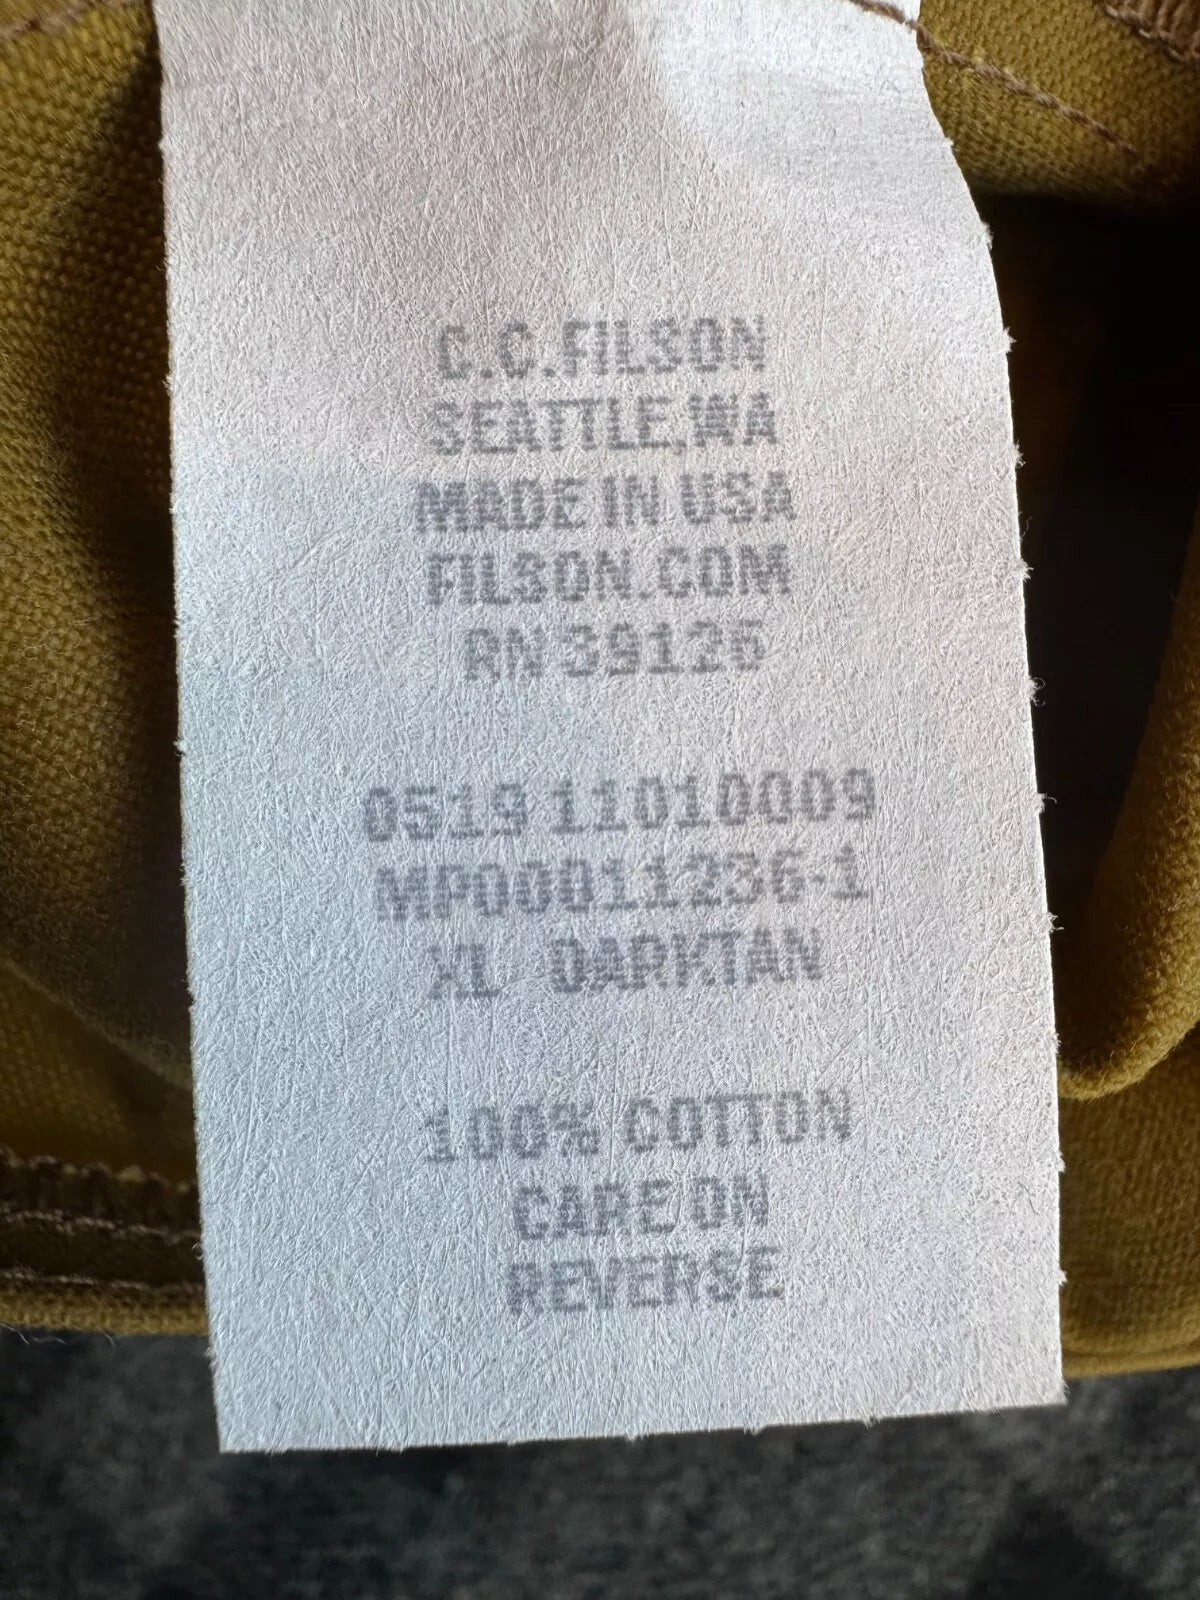 C.C.FILSON
SEATTLE,WA
MADE IN USA
FILSON.COM
RN 39126
0519 11010009
MP00011236-1
XL DARKTAN
100% COTTON
CARE ON
REVERSE